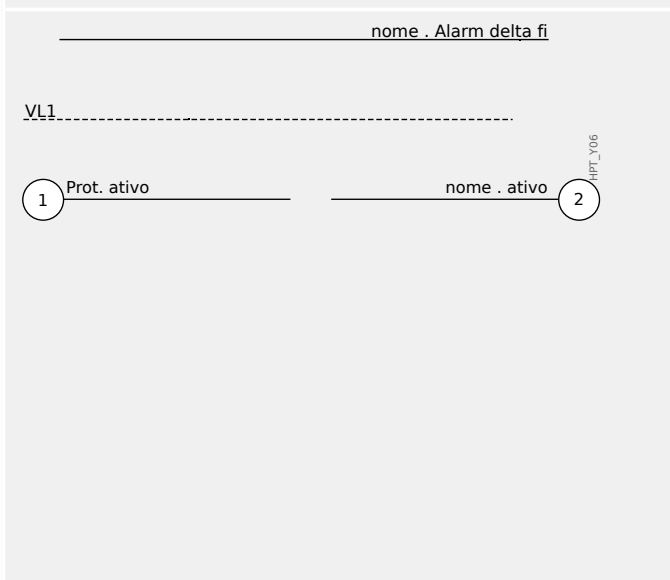 nome . Alarm delta fi
VL1
HPT_Y06
1 Prot. ativo nome . ativo 2